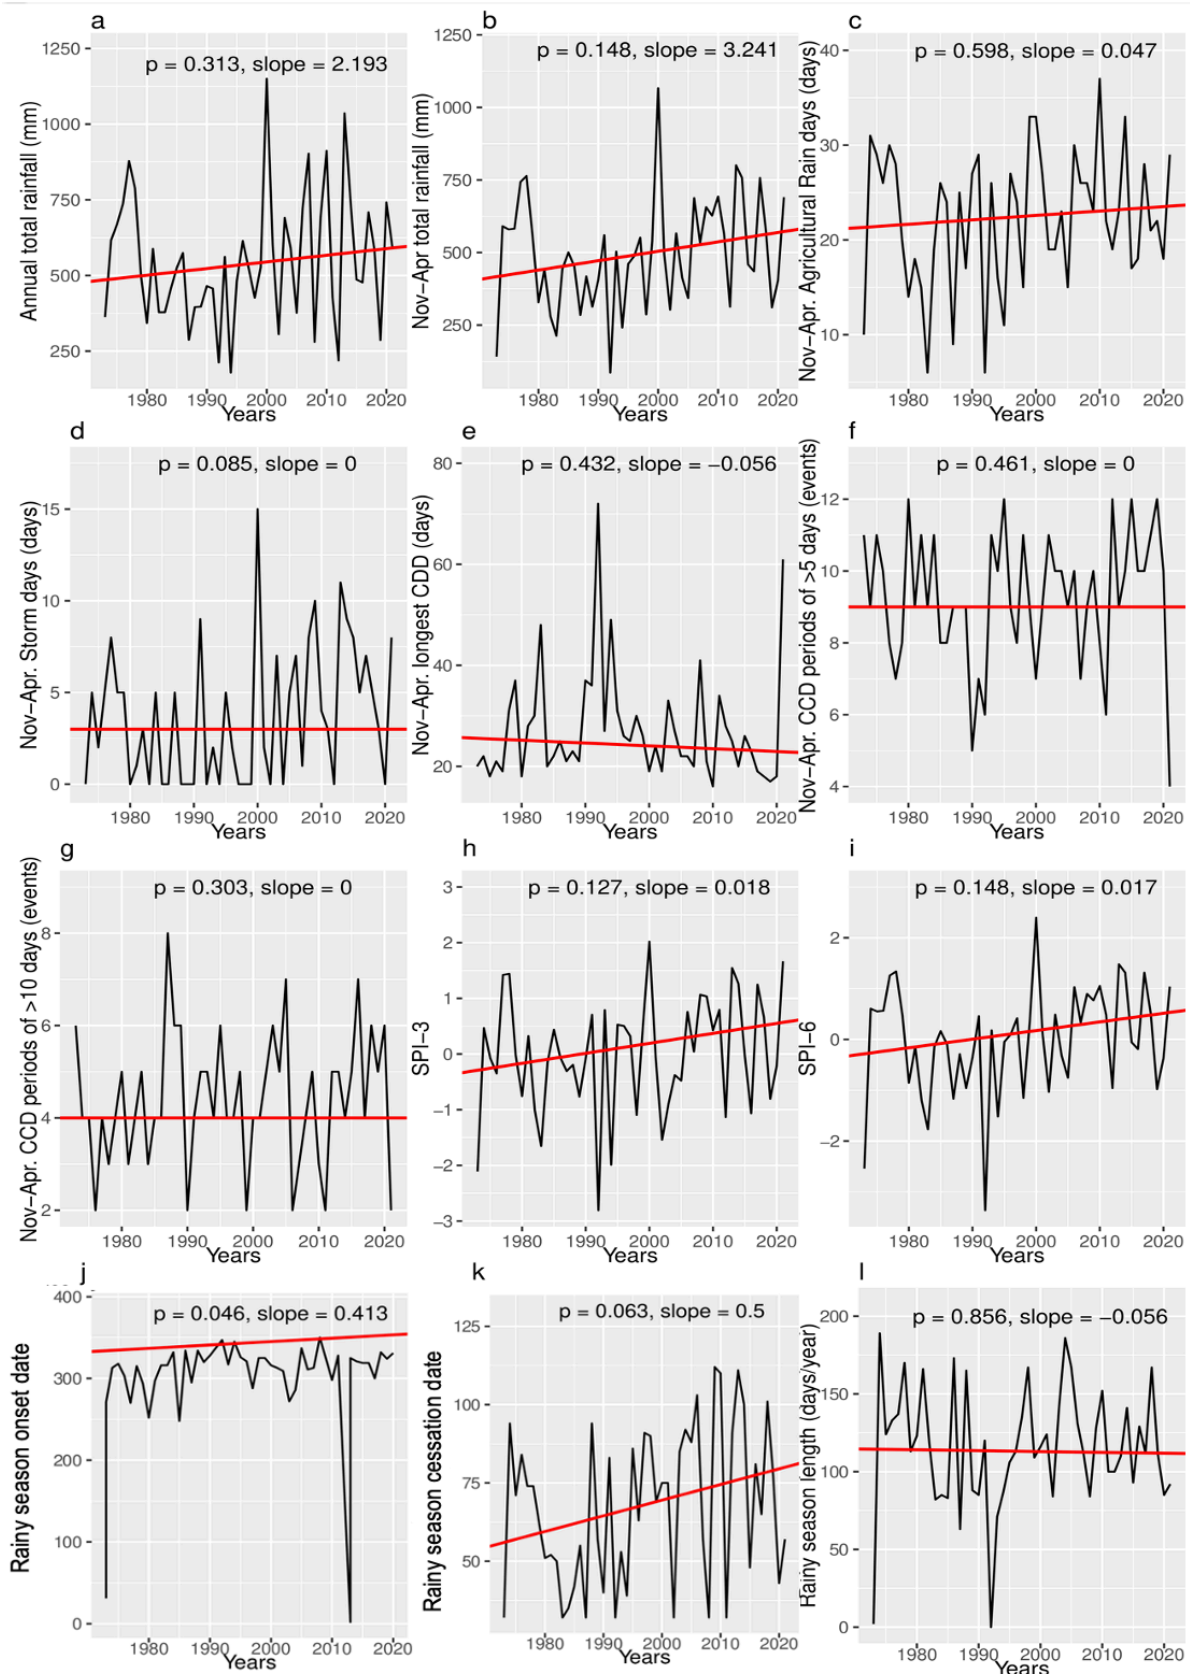 a
p = 0.313, slope = 2.193
Annual total rainfall (mm)
1250
1000
750
500
250
1980
1990
2000
2010
2020
Years
b
p = 0.148, slope = 3.241
Nov−Apr total rainfall (mm)
1250
1000
750
500
250
1980
1990
2000
2010
2020
Years
c
p = 0.598, slope = 0.047
Nov−Apr. Agricultural Rain days (days)
40
30
20
10
1980
1990
2000
2010
2020
Years
d
p = 0.085, slope = 0
Nov−Apr. Storm days (days)
15
10
5
0
1980
1990
2000
2010
2020
Years
e
p = 0.432, slope = −0.056
Nov−Apr. longest CDD (days)
80
60
40
20
1980
1990
2000
2010
2020
Years
f
p = 0.461, slope = 0
Nov−Apr. CCD periods of >5 days (events)
12
10
8
6
4
1980
1990
2000
2010
2020
Years
g
p = 0.303, slope = 0
Nov−Apr. CCD periods of >10 days (events)
8
6
4
2
1980
1990
2000
2010
2020
Years
h
p = 0.127, slope = 0.018
SPI−3
3
2
1
0
−1
−2
−3
1980
1990
2000
2010
2020
Years
i
p = 0.148, slope = 0.017
SPI−6
2
0
−2
1980
1990
2000
2010
2020
Years
j
p = 0.046, slope = 0.413
Rainy season onset date
400
300
200
100
0
1980
1990
2000
2010
2020
Years
k
p = 0.063, slope = 0.5
Rainy season cessation date
125
100
75
50
1980
1990
2000
2010
2020
Years
l
p = 0.856, slope = −0.056
Rainy season length (days/year)
200
150
100
50
0
1980
1990
2000
2010
2020
Years